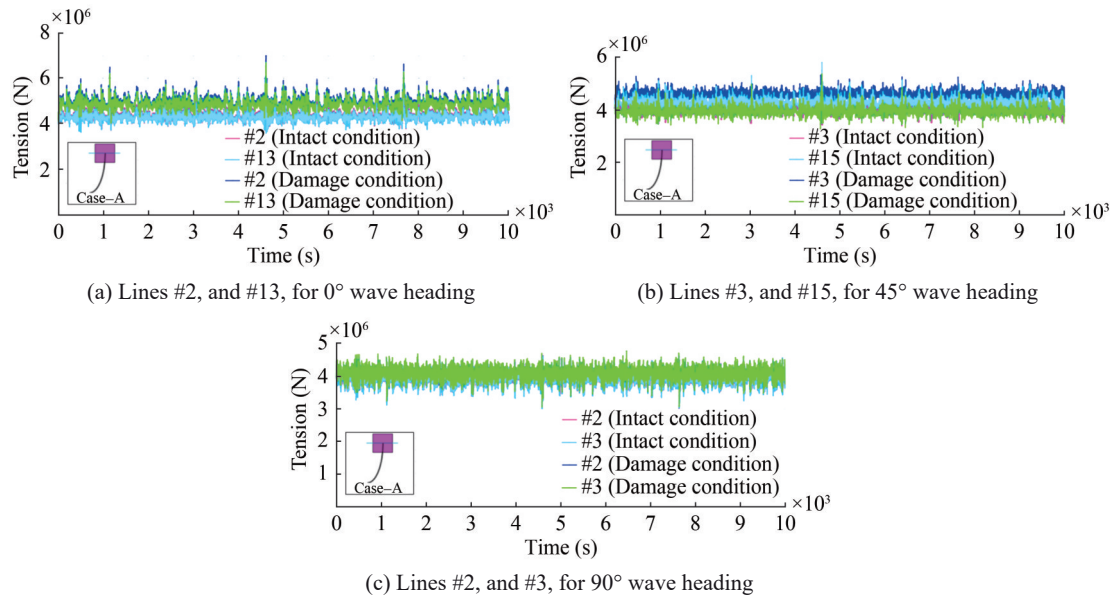 ×10⁶
8
6
4
2
Tension (N)
#2 (Intact condition)
#13 (Intact condition)
#2 (Damage condition)
#13 (Damage condition)
Case–A
×10³
0 1 2 3 4 5 6 7 8 9 10
Time (s)
(a) Lines #2, and #13, for 0° wave heading
×10⁶
6
4
2
Tension (N)
#3 (Intact condition)
#15 (Intact condition)
#3 (Damage condition)
#15 (Damage condition)
Case–A
×10³
0 1 2 3 4 5 6 7 8 9 10
Time (s)
(b) Lines #3, and #15, for 45° wave heading
×10⁶
5
4
3
2
1
Tension (N)
#2 (Intact condition)
#3 (Intact condition)
#2 (Damage condition)
#3 (Damage condition)
Case–A
×10³
0 1 2 3 4 5 6 7 8 9 10
Time (s)
(c) Lines #2, and #3, for 90° wave heading